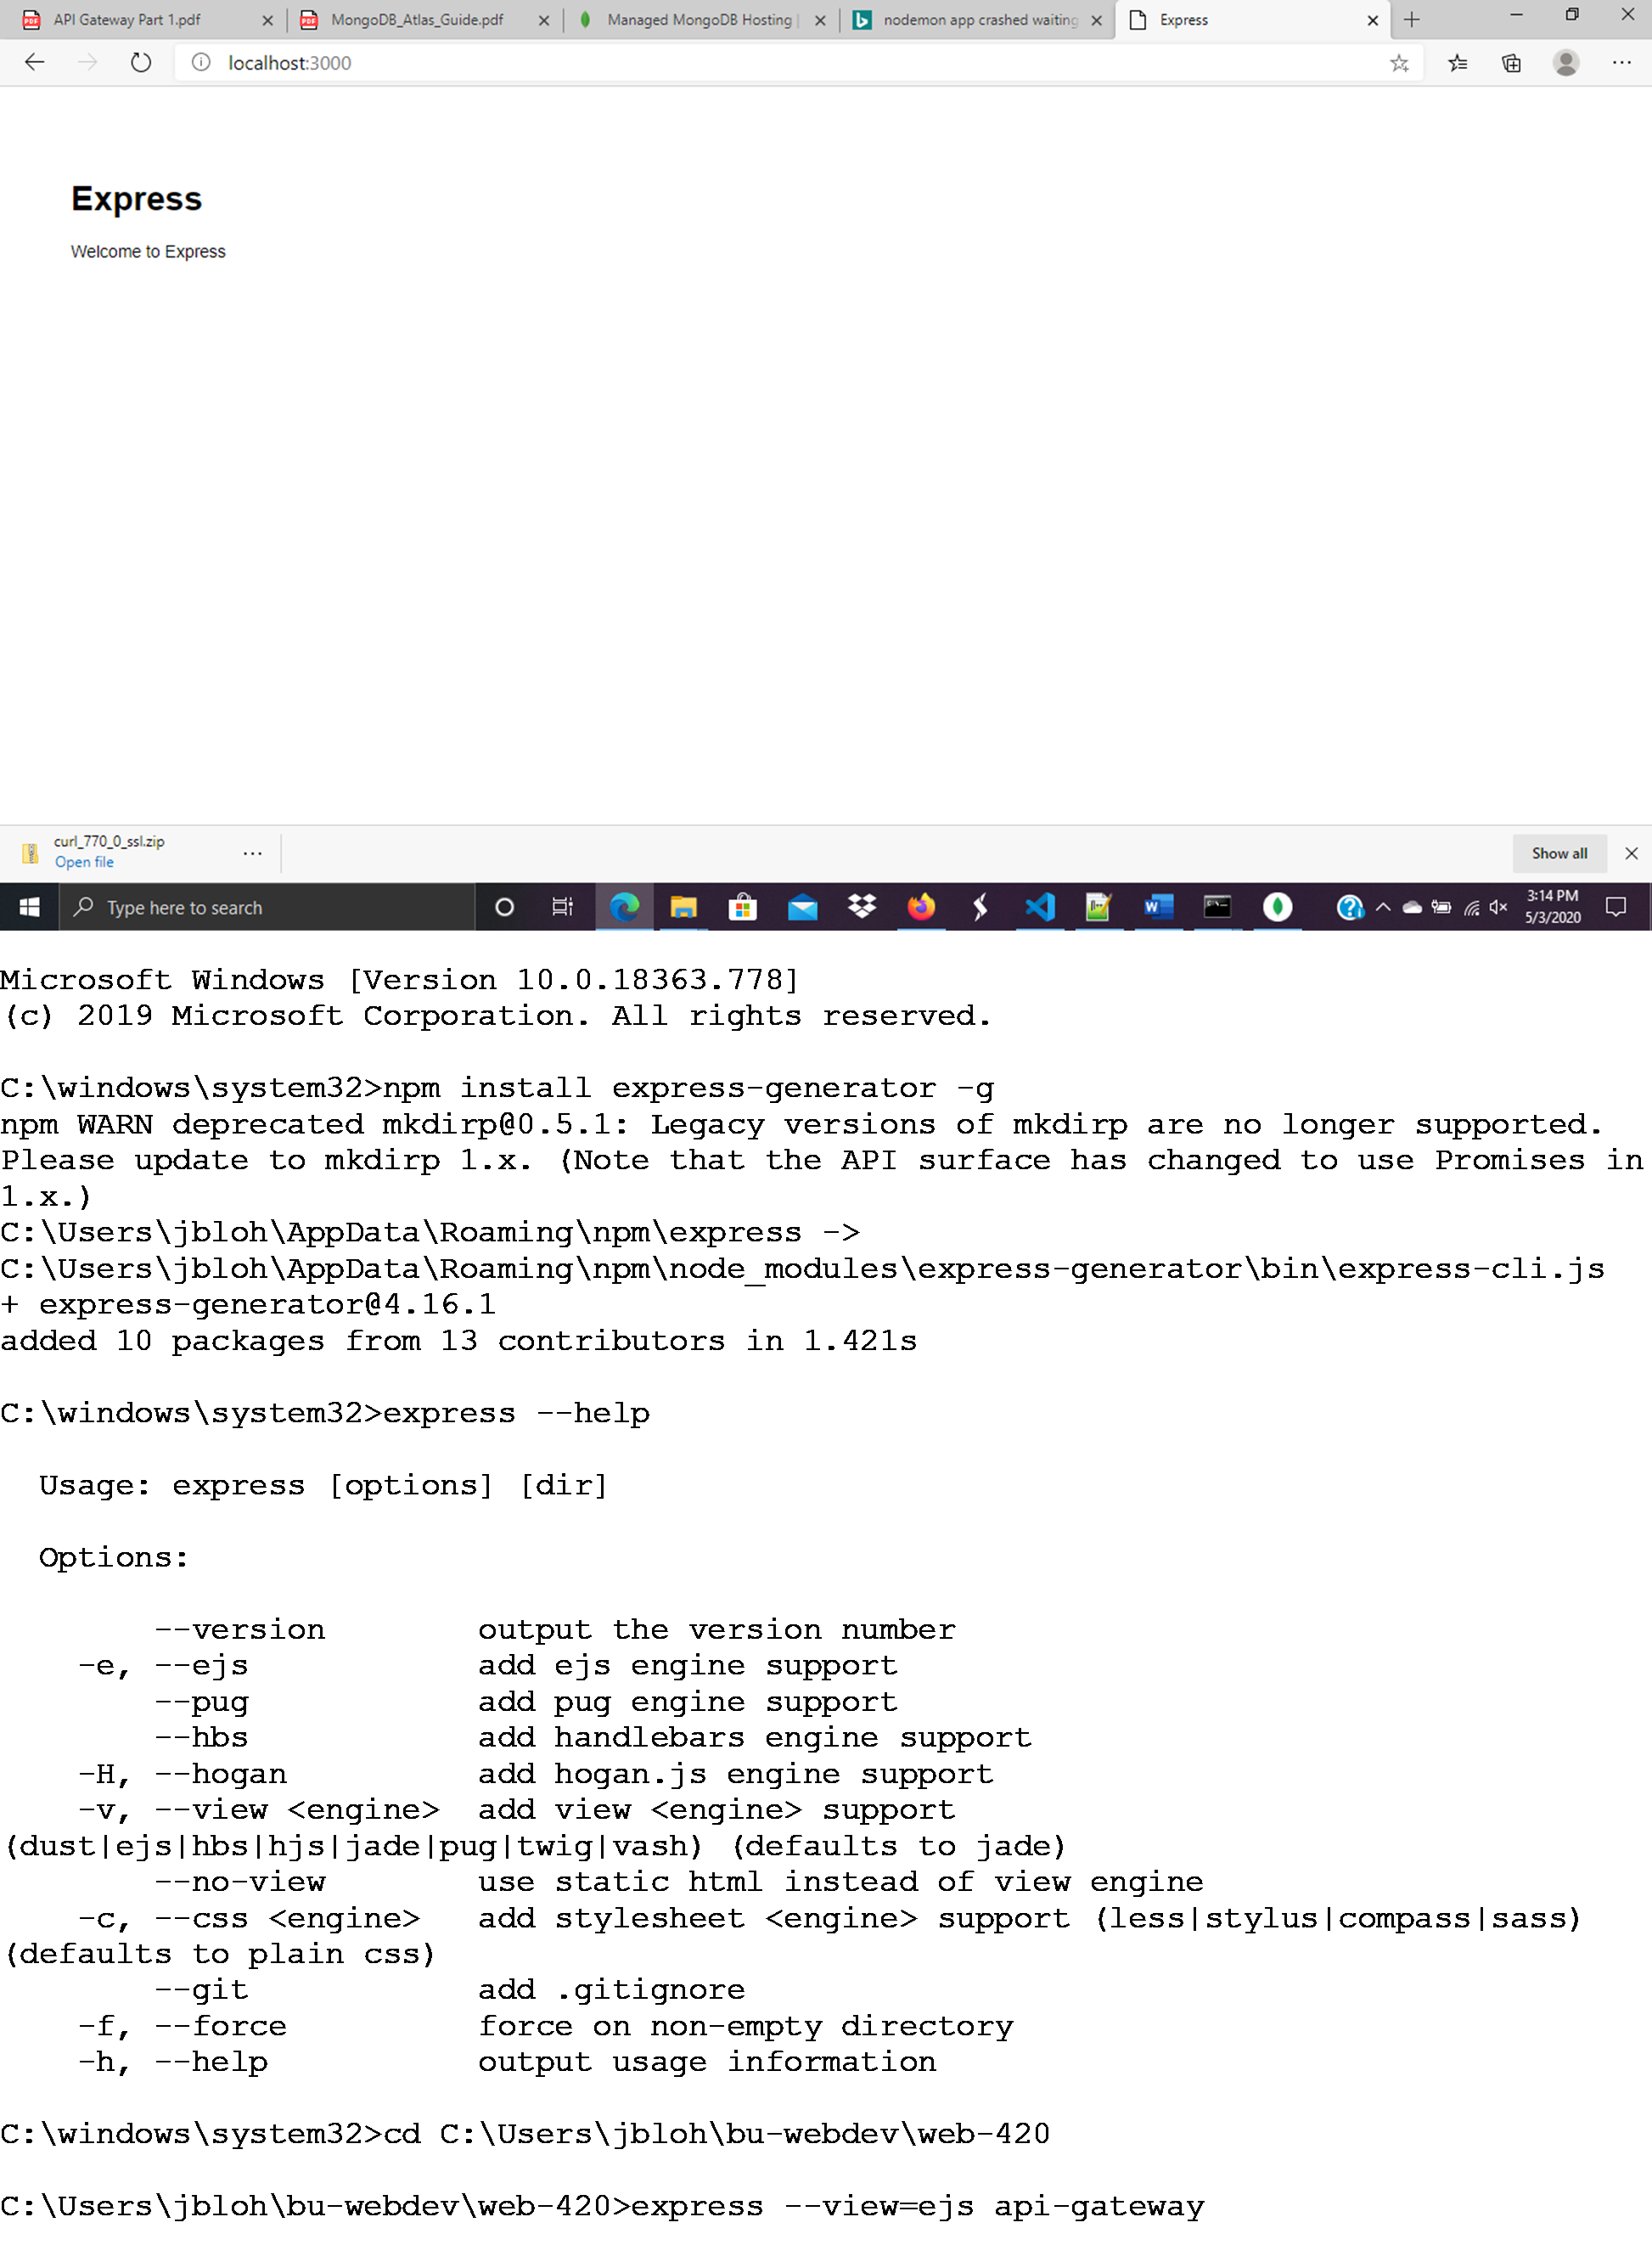 API Gateway Part 1.pdf
MongoDB_Atlas_Guide.pdf
Managed MongoDB Hosting |
nodemon app crashed waiting
Express
localhost:3000
Express
Welcome to Express
curl_770_0_ssl.zip
Open file
Show all
Type here to search
3:14 PM
5/3/2020
Microsoft Windows [Version 10.0.18363.778]
(c) 2019 Microsoft Corporation. All rights reserved.
C:\windows\system32>npm install express-generator -g
npm WARN deprecated mkdirp@0.5.1: Legacy versions of mkdirp are no longer supported.
Please update to mkdirp 1.x. (Note that the API surface has changed to use Promises in
1.x.)
C:\Users\jbloh\AppData\Roaming\npm\express ->
C:\Users\jbloh\AppData\Roaming\npm\node_modules\express-generator\bin\express-cli.js
+ express-generator@4.16.1
added 10 packages from 13 contributors in 1.421s
C:\windows\system32>express --help
Usage: express [options] [dir]
Options:
--version output the version number
-e, --ejs add ejs engine support
--pug add pug engine support
--hbs add handlebars engine support
-H, --hogan add hogan.js engine support
-v, --view <engine> add view <engine> support
(dust|ejs|hbs|hjs|jade|pug|twig|vash) (defaults to jade)
--no-view use static html instead of view engine
-c, --css <engine> add stylesheet <engine> support (less|stylus|compass|sass)
(defaults to plain css)
--git add .gitignore
-f, --force force on non-empty directory
-h, --help output usage information
C:\windows\system32>cd C:\Users\jbloh\bu-webdev\web-420
C:\Users\jbloh\bu-webdev\web-420>express --view=ejs api-gateway